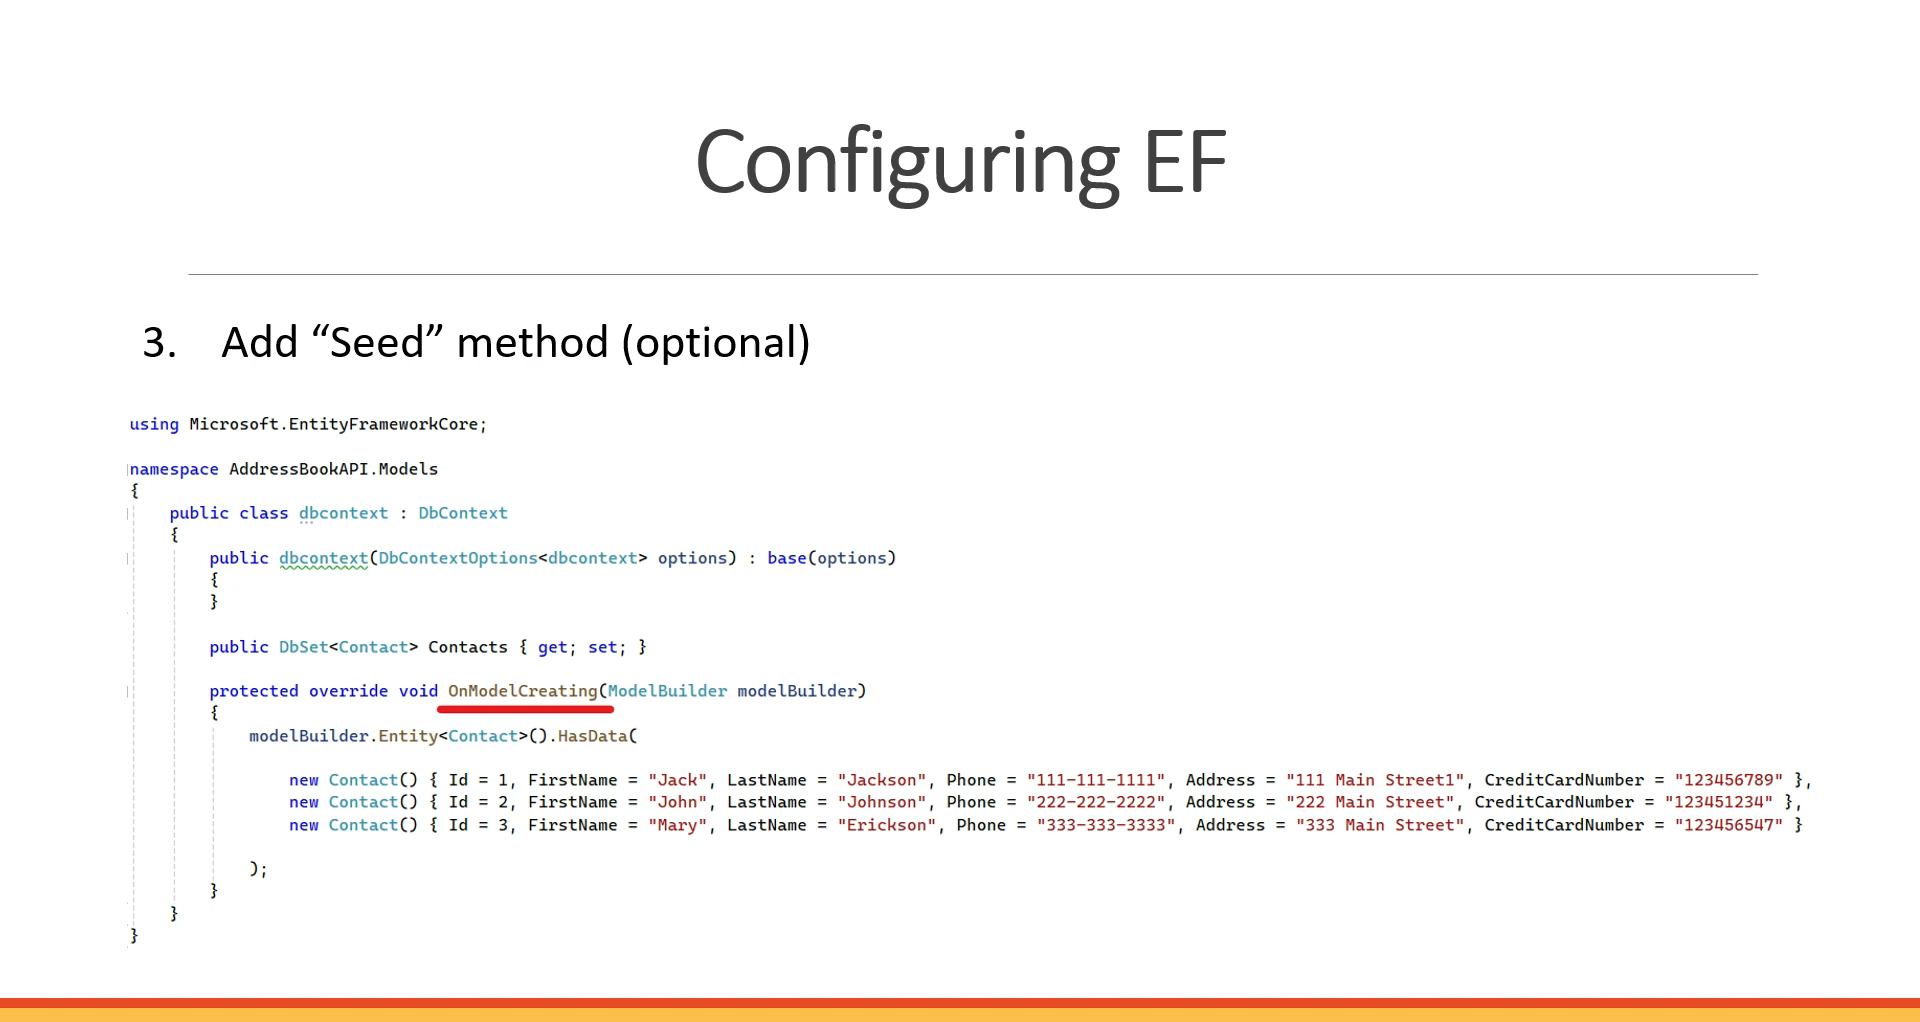 Configuring EF
3. Add “Seed” method (optional)
using Microsoft.EntityFrameworkCore;
namespace AddressBookAPI.Models
{
public class dbcontext : DbContext
{
public dbcontext(DbContextOptions<dbcontext> options) : base(options)
{
}
public DbSet<Contact> Contacts { get; set; }
protected override void OnModelCreating(ModelBuilder modelBuilder)
{
modelBuilder.Entity<Contact>().HasData(
new Contact() { Id = 1, FirstName = "Jack", LastName = "Jackson", Phone = "111-111-1111", Address = "111 Main Street1", CreditCardNumber = "123456789" },
new Contact() { Id = 2, FirstName = "John", LastName = "Johnson", Phone = "222-222-2222", Address = "222 Main Street", CreditCardNumber = "123451234" },
new Contact() { Id = 3, FirstName = "Mary", LastName = "Erickson", Phone = "333-333-3333", Address = "333 Main Street", CreditCardNumber = "123456547" }
);
}
}
}